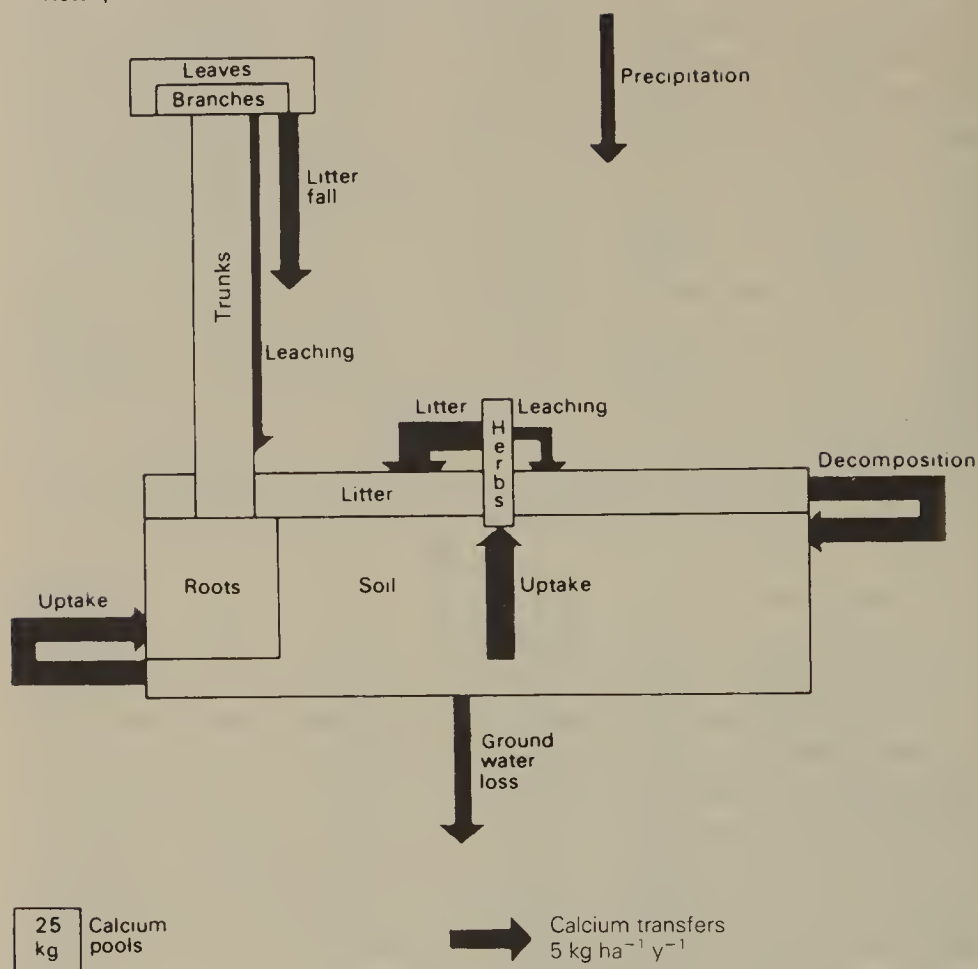 Leaves
Branches
Precipitation
Litter
fall
Trunks
Leaching
Litter
Leaching
Herbs
Decomposition
Litter
Roots
Soil
Uptake
Uptake
Ground
water
loss
25
kg
Calcium
pools
Calcium transfers
5 kg ha⁻¹ y⁻¹